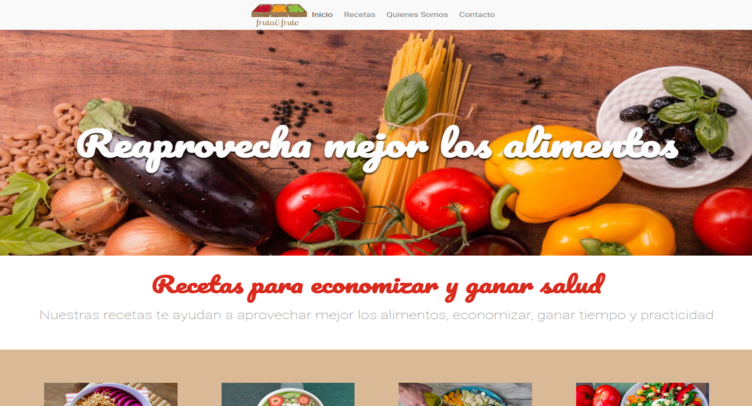 fruta&fruto
Inicio Recetas Quienes Somos Contacto
Reaprovecha mejor los alimentos
Recetas para economizar y ganar salud
Nuestras recetas te ayudan a aprovechar mejor los alimentos, economizar, ganar tiempo y practicidad